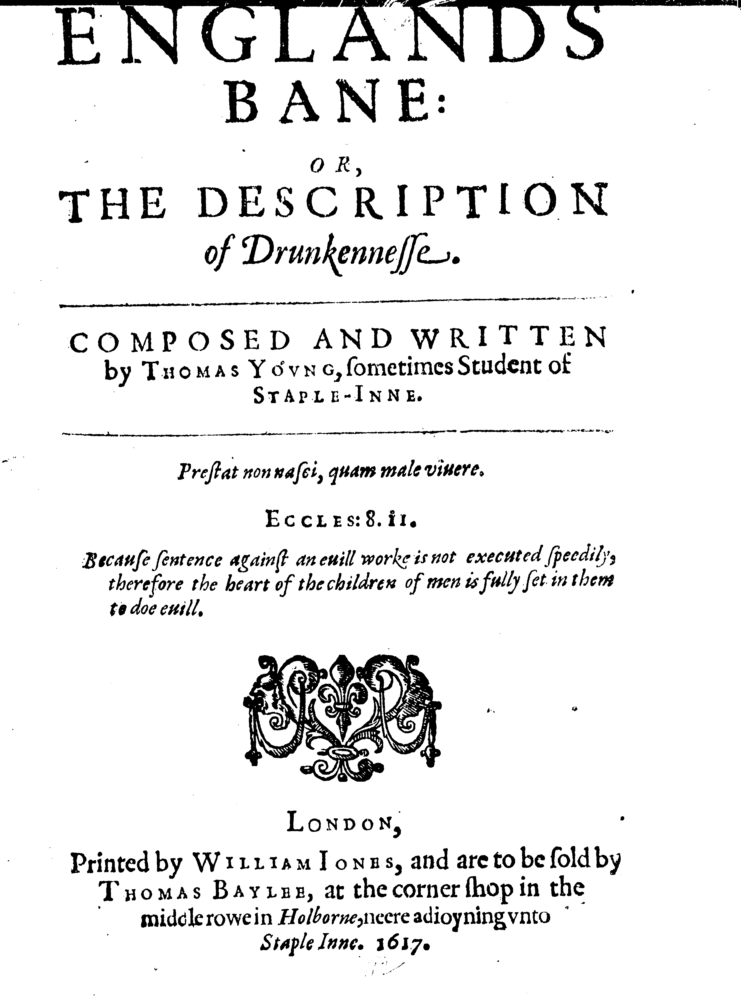 ENGLANDS
BANE:
OR,
THE DESCRIPTION
of Drunkenneſſe.
COMPOSED AND WRITTEN
by THOMAS YOVNG, ſometimes Student of
STAPLE-INNE.
Preſtat non naſci, quam male viuere.
ECCLES: 8. 11.
Becauſe ſentence againſt an euill worke is not executed ſpeedily,
therefore the heart of the children of men is fully ſet in them
to doe euill.
LONDON,
Printed by WILLIAM IONES, and are to be ſold by
THOMAS BAYLEE, at the corner ſhop in the
middle rowe in Holborne, neere adioyning vnto
Staple Inne. 1617.